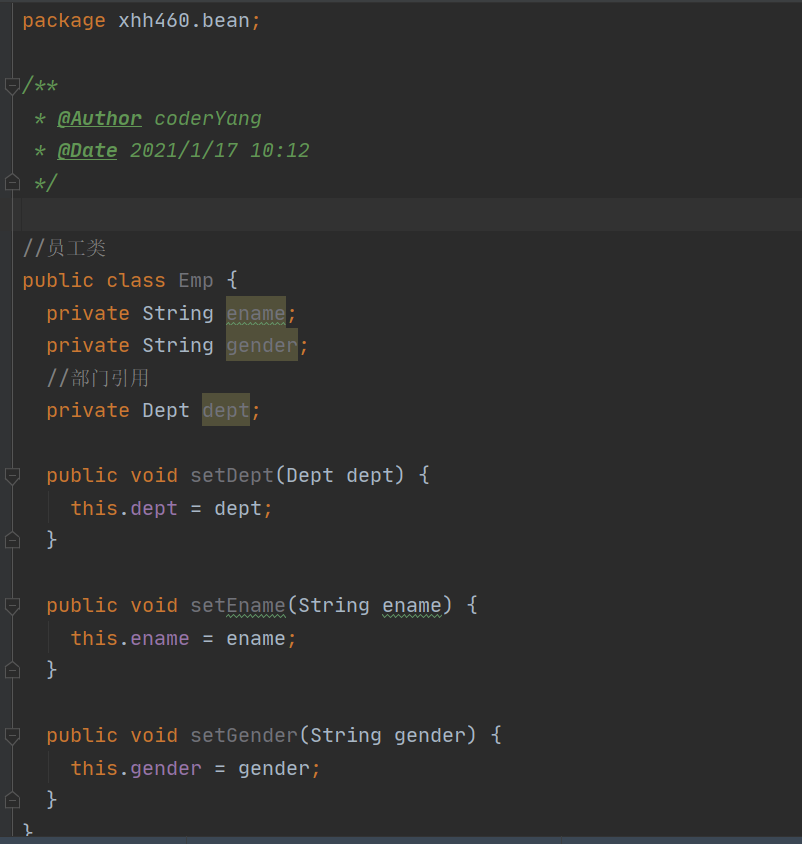 package xhh460.bean;
/**
* @Author coderYang
* @Date 2021/1/17 10:12
*/
//员工类
public class Emp {
private String ename;
private String gender;
//部门引用
private Dept dept;
public void setDept(Dept dept) {
this.dept = dept;
}
public void setEname(String ename) {
this.ename = ename;
}
public void setGender(String gender) {
this.gender = gender;
}
}